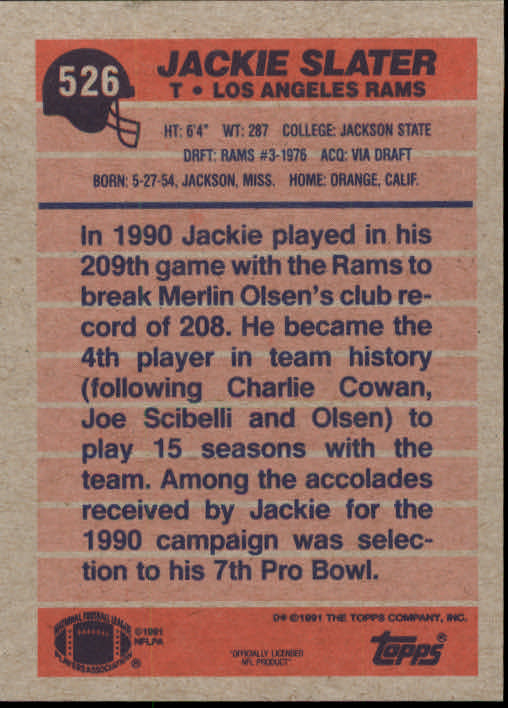 526
JACKIE SLATER
T • LOS ANGELES RAMS
HT: 6'4" WT: 287 COLLEGE: JACKSON STATE
DRFT: RAMS #3-1976 ACQ: VIA DRAFT
BORN: 5-27-54, JACKSON, MISS. HOME: ORANGE, CALIF.
In 1990 Jackie played in his
209th game with the Rams to
break Merlin Olsen's club re-
cord of 208. He became the
4th player in team history
(following Charlie Cowan,
Joe Scibelli and Olsen) to
play 15 seasons with the
team. Among the accolades
received by Jackie for the
1990 campaign was selec-
tion to his 7th Pro Bowl.
D* ©1991 THE TOPPS COMPANY, INC.
NATIONAL FOOTBALL LEAGUE
PLAYERS ASSOCIATION
©1991
NFLPA
"OFFICIALLY LICENSED
NFL PRODUCT"
topps®